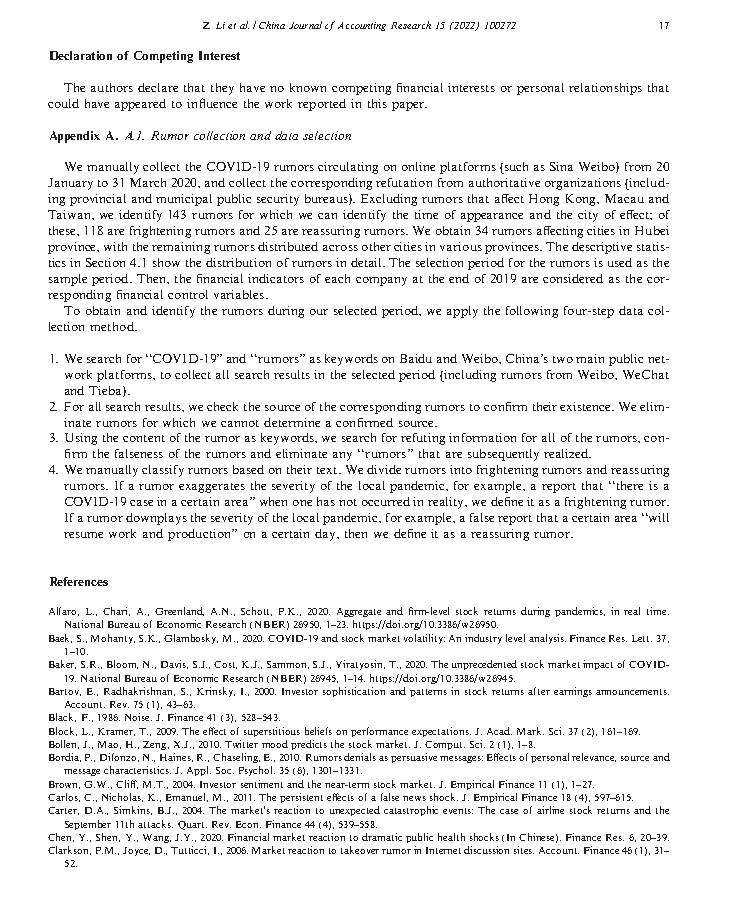 Z. Li et al. / China Journal of Accounting Research 15 (2022) 100272 17
Declaration of Competing Interest
The authors declare that they have no known competing financial interests or personal relationships that
could have appeared to influence the work reported in this paper.
Appendix A. A.1. Rumor collection and data selection
We manually collect the COVID-19 rumors circulating on online platforms (such as Sina Weibo) from 20
January to 31 March 2020, and collect the corresponding refutation from authoritative organizations (includ-
ing provincial and municipal public security bureaus). Excluding rumors that affect Hong Kong, Macau and
Taiwan, we identify 143 rumors for which we can identify the time of appearance and the city of effect; of
these, 118 are frightening rumors and 25 are reassuring rumors. We obtain 34 rumors affecting cities in Hubei
province, with the remaining rumors distributed across other cities in various provinces. The descriptive statis-
tics in Section 4.1 show the distribution of rumors in detail. The selection period for the rumors is used as the
sample period. Then, the financial indicators of each company at the end of 2019 are considered as the cor-
responding financial control variables.
To obtain and identify the rumors during our selected period, we apply the following four-step data col-
lection method.
1. We search for “COVID-19” and “rumors” as keywords on Baidu and Weibo, China’s two main public net-
work platforms, to collect all search results in the selected period (including rumors from Weibo, WeChat
and Tieba).
2. For all search results, we check the source of the corresponding rumors to confirm their existence. We elim-
inate rumors for which we cannot determine a confirmed source.
3. Using the content of the rumor as keywords, we search for refuting information for all of the rumors, con-
firm the falseness of the rumors and eliminate any “rumors” that are subsequently realized.
4. We manually classify rumors based on their text. We divide rumors into frightening rumors and reassuring
rumors. If a rumor exaggerates the severity of the local pandemic, for example, a report that “there is a
COVID-19 case in a certain area” when one has not occurred in reality, we define it as a frightening rumor.
If a rumor downplays the severity of the local pandemic, for example, a false report that a certain area “will
resume work and production” on a certain day, then we define it as a reassuring rumor.
References
Alfaro, L., Chari, A., Greenland, A.N., Schott, P.K., 2020. Aggregate and firm-level stock returns during pandemics, in real time.
National Bureau of Economic Research (NBER) 26950, 1–23. https://doi.org/10.3386/w26950.
Baek, S., Mohanty, S.K., Glambosky, M., 2020. COVID-19 and stock market volatility: An industry level analysis. Finance Res. Lett. 37,
1–10.
Baker, S.R., Bloom, N., Davis, S.J., Cost, K.J., Sammon, S.J., Viratyosin, T., 2020. The unprecedented stock market impact of COVID-
19. National Bureau of Economic Research (NBER) 26945, 1–14. https://doi.org/10.3386/w26945.
Bartov, E., Radhakrishnan, S., Krinsky, I., 2000. Investor sophistication and patterns in stock returns after earnings announcements.
Account. Rev. 75 (1), 43–63.
Black, F., 1986. Noise. J. Finance 41 (3), 528–543.
Block, L., Kramer, T., 2009. The effect of superstitious beliefs on performance expectations. J. Acad. Mark. Sci. 37 (2), 161–169.
Bollen, J., Mao, H., Zeng, X.J., 2010. Twitter mood predicts the stock market. J. Comput. Sci. 2 (1), 1–8.
Bordia, P., Difonzo, N., Haines, R., Chaseling, E., 2010. Rumors denials as persuasive messages: Effects of personal relevance, source and
message characteristics. J. Appl. Soc. Psychol. 35 (6), 1301–1331.
Brown, G.W., Cliff, M.T., 2004. Investor sentiment and the near-term stock market. J. Empirical Finance 11 (1), 1–27.
Carlos, C., Nicholas, K., Emanuel, M., 2011. The persistent effects of a false news shock. J. Empirical Finance 18 (4), 597–615.
Carter, D.A., Simkins, B.J., 2004. The market’s reaction to unexpected catastrophic events: The case of airline stock returns and the
September 11th attacks. Quart. Rev. Econ. Finance 44 (4), 539–558.
Chen, Y., Shen, Y., Wang, J.Y., 2020. Financial market reaction to dramatic public health shocks (In Chinese). Finance Res. 6, 20–39.
Clarkson, P.M., Joyce, D., Tutticci, I., 2006. Market reaction to takeover rumor in Internet discussion sites. Account. Finance 46 (1), 31–
52.